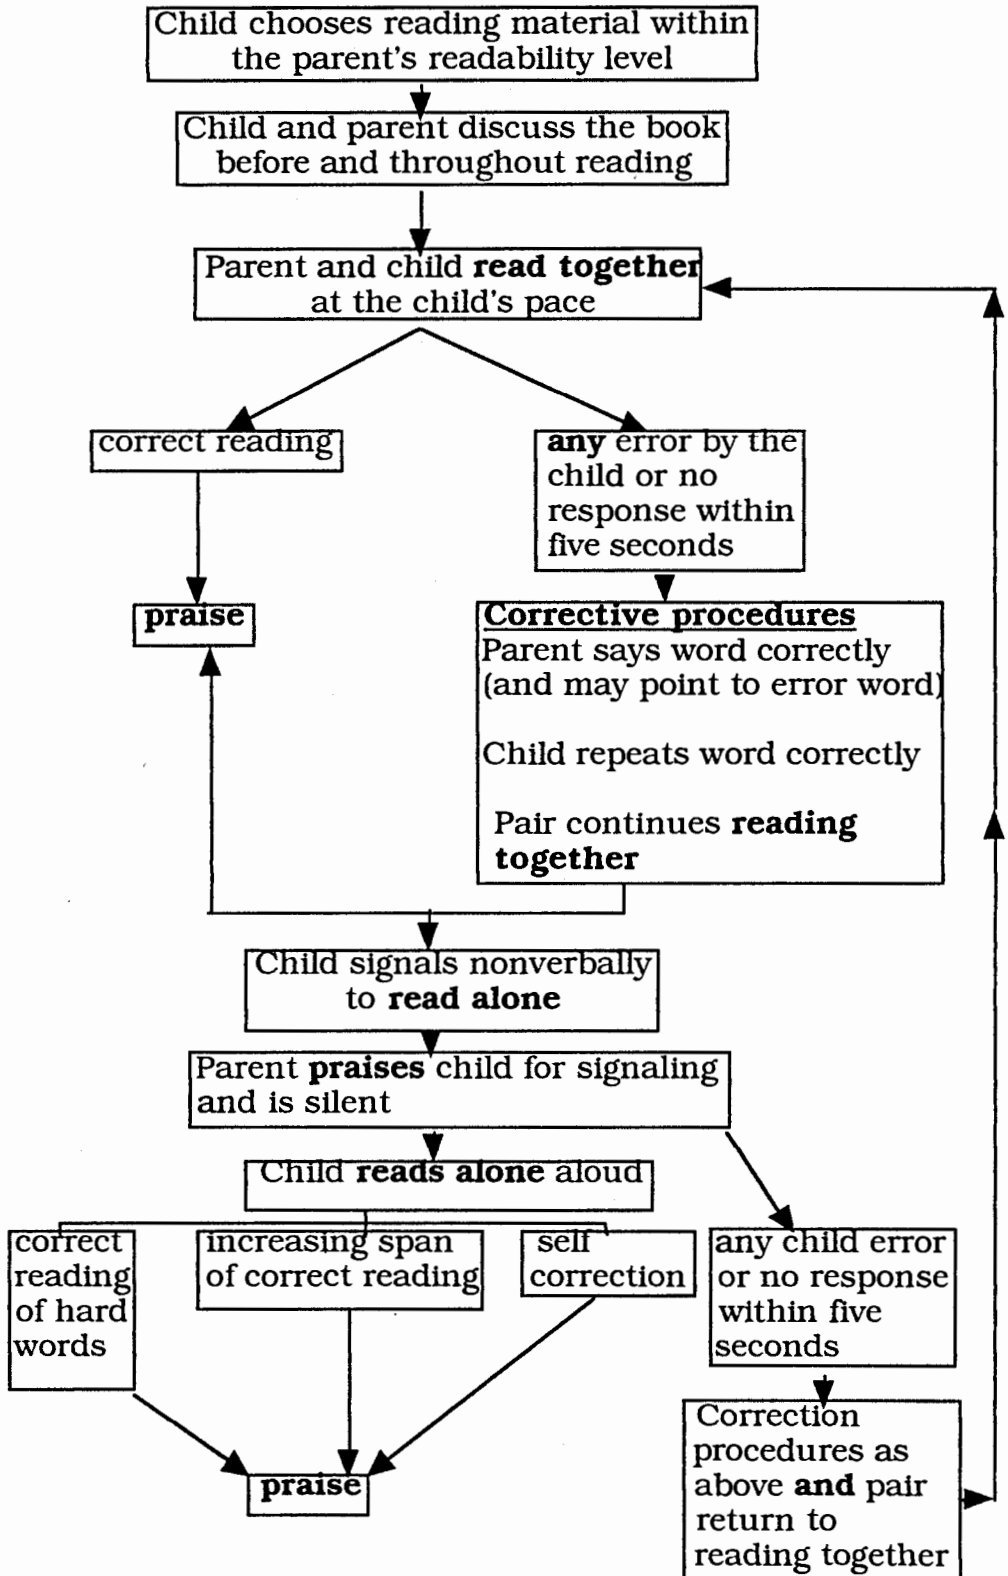 Child chooses reading material within
the parent's readability level
Child and parent discuss the book
before and throughout reading
Parent and child read together
at the child's pace
correct reading
any error by the
child or no
response within
five seconds
praise
Corrective procedures
Parent says word correctly
(and may point to error word)
Child repeats word correctly
Pair continues reading
together
Child signals nonverbally
to read alone
Parent praises child for signaling
and is silent
Child reads alone aloud
correct
reading
of hard
words
increasing span
of correct reading
self
correction
any child error
or no response
within five
seconds
praise
Correction
procedures as
above and pair
return to
reading together